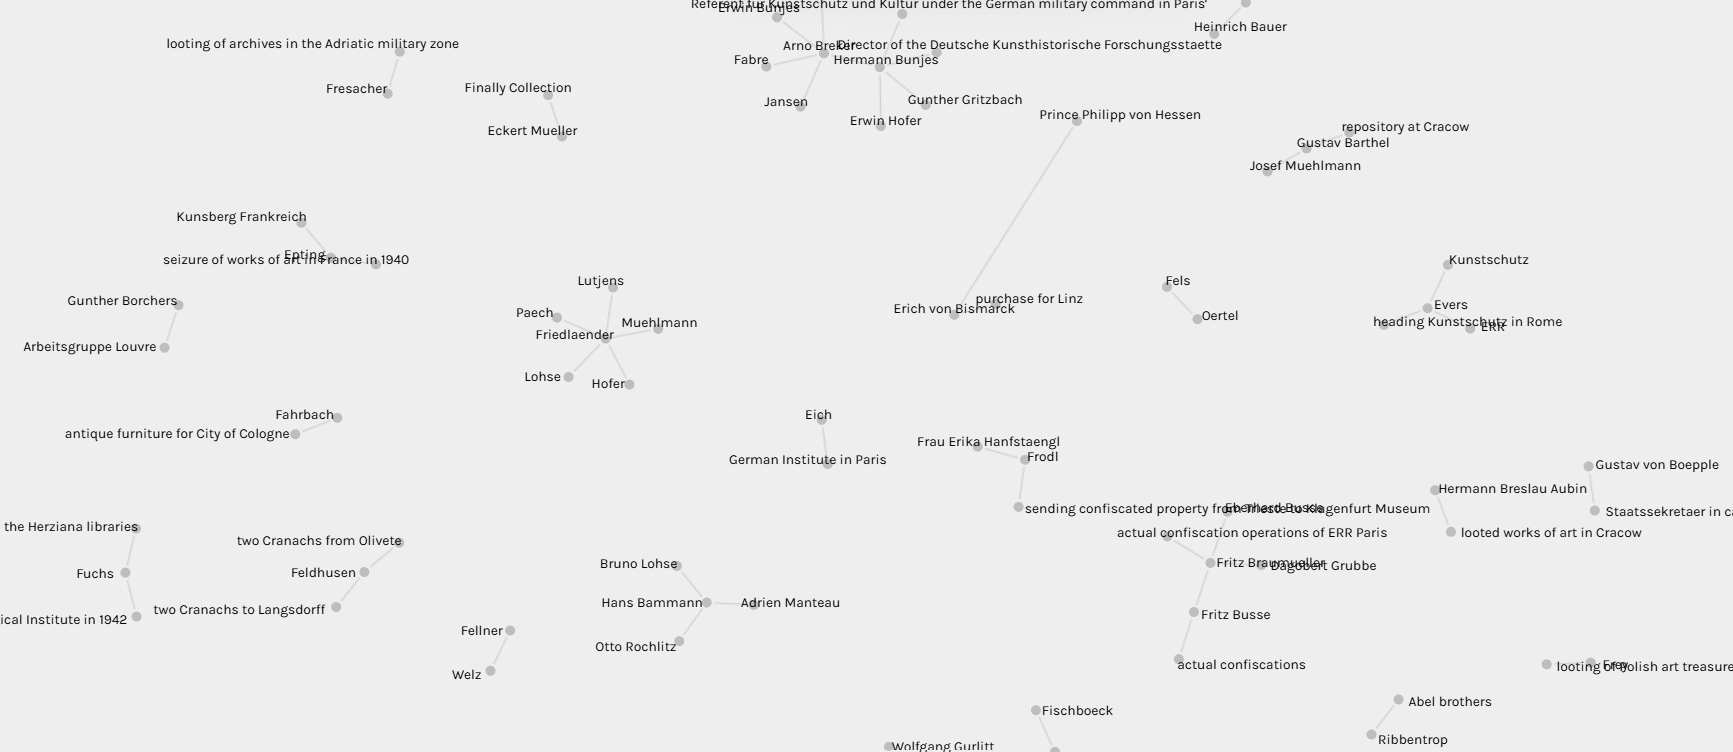 Referent für Kunstschutz und Kultur under the German military command in Paris'
Erwin Bunjes
Heinrich Bauer
looting of archives in the Adriatic military zone
Arno Breker
Director of the Deutsche Kunsthistorische Forschungsstaette
Fabre
Hermann Bunjes
Fresacher
Finally Collection
Jansen
Gunther Gritzbach
Erwin Hofer
Prince Philipp von Hessen
Eckert Mueller
repository at Cracow
Gustav Barthel
Josef Muehlmann
Kunsberg Frankreich
Epting
seizure of works of art in France in 1940
Kunstschutz
Lutjens
Fels
Gunther Borchers
purchase for Linz
Erich von Bismarck
Evers
Paech
Muehlmann
Oertel
heading Kunstschutz in Rome
ERR
Friedlaender
Arbeitsgruppe Louvre
Lohse
Hofer
Fahrbach
Eich
antique furniture for City of Cologne
Frau Erika Hanfstaengl
Frodl
German Institute in Paris
Gustav von Boepple
Hermann Breslau Aubin
sending confiscated property from Trieste to Klagenfurt Museum
Eberhard Busse
Staatssekretaer in ca
the Herziana libraries
two Cranachs from Olivete
actual confiscation operations of ERR Paris
looted works of art in Cracow
Bruno Lohse
Fritz Braumueller
Dagobert Grubbe
Fuchs
Feldhusen
Hans Bammann
Adrien Manteau
two Cranachs to Langsdorff
Fritz Busse
ical Institute in 1942
Fellner
Otto Rochlitz
actual confiscations
Frey
looting of Polish art treasure
Welz
Abel brothers
Fischboeck
Ribbentrop
Wolfgang Gurlitt